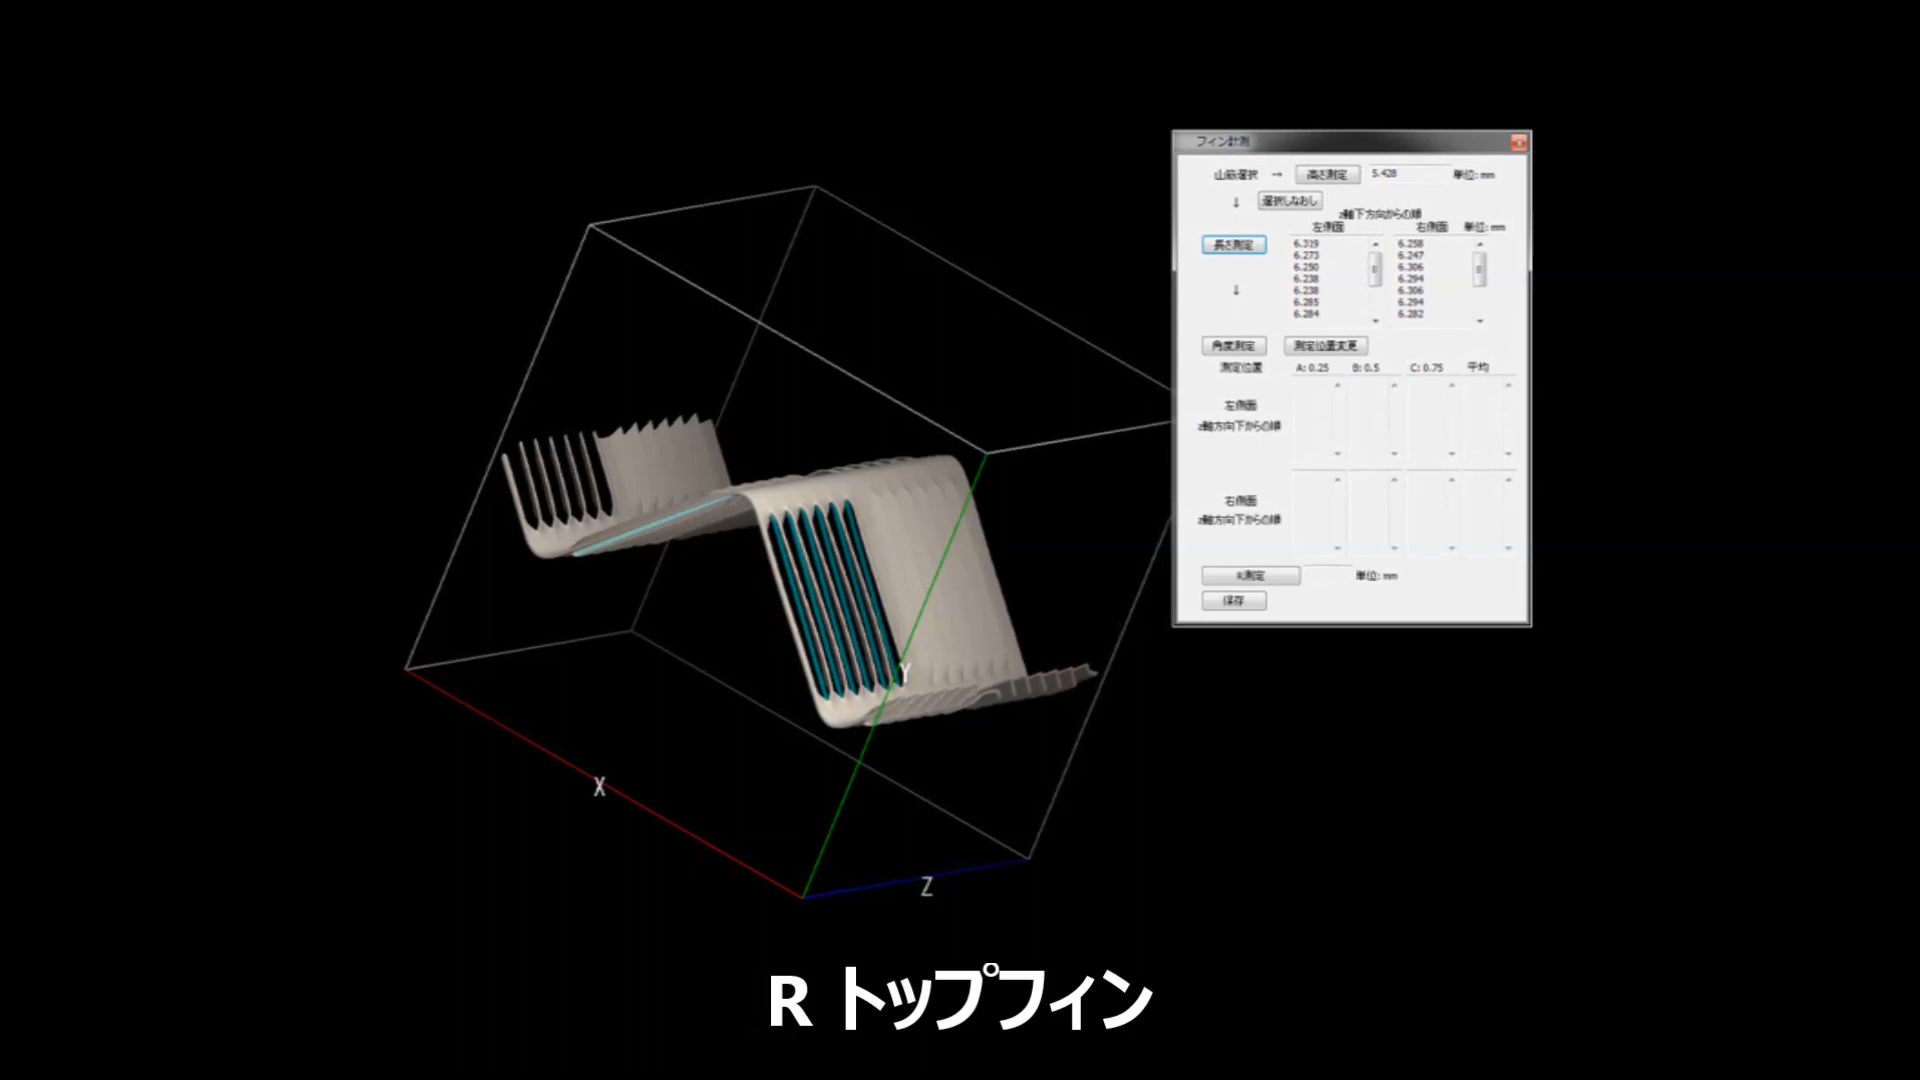 フィン計測
山筋選択 → 高さ測定 5.428 単位: mm
↓ 選択しなおし
z軸下方向からの順
左側面 右側面 単位: mm
長さ測定
6.319 6.258
6.273 6.247
6.250 6.306
6.238 6.294
6.238 6.306
6.285 6.294
6.284 6.282
↓
角度測定 測定位置変更
測定位置 A: 0.25 B: 0.5 C: 0.75 平均
左側面
z軸方向下からの順
右側面
z軸方向下からの順
R測定 単位: mm
保存
Y
X
Z
R トップフィン